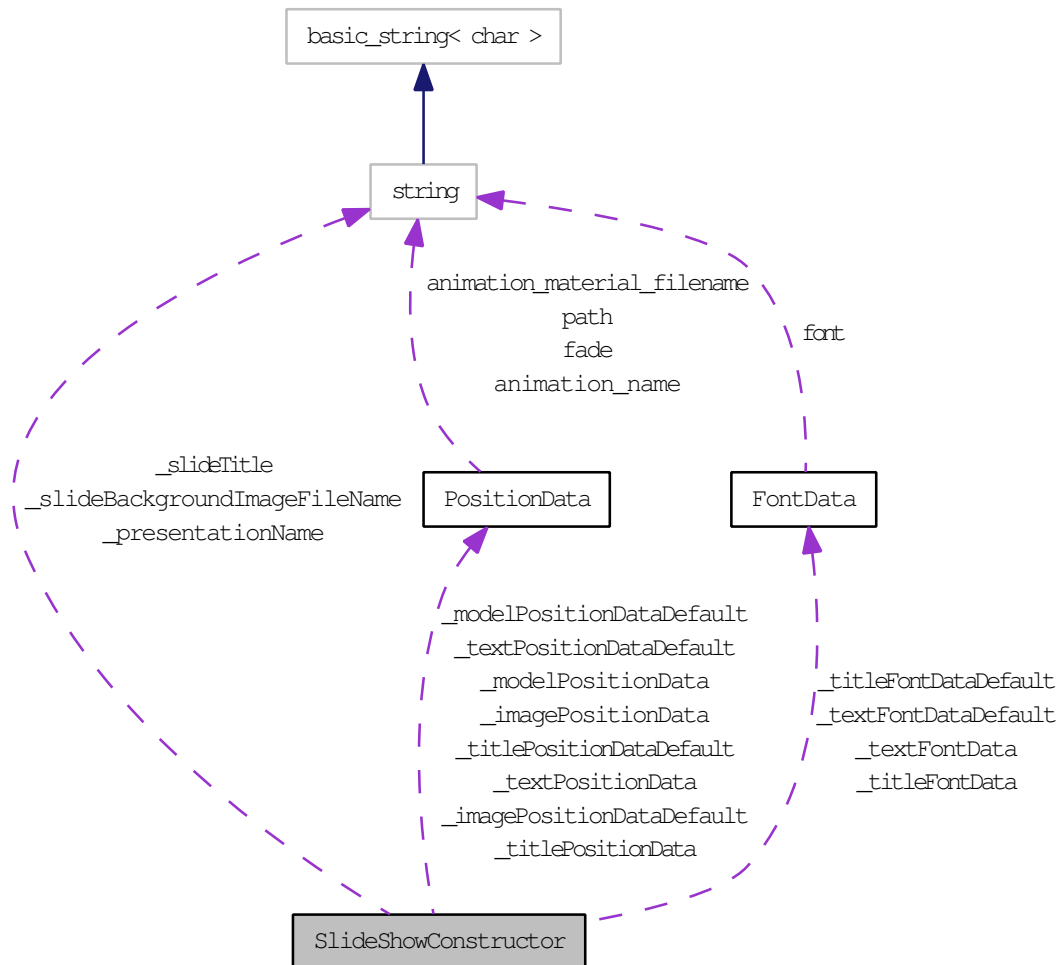 basic_string< char >
string
animation_material_filename
path
fade
animation_name
font
_slideTitle
_slideBackgroundImageFileName
_presentationName
PositionData
FontData
_modelPositionDataDefault
_textPositionDataDefault
_modelPositionData
_imagePositionData
_titlePositionDataDefault
_textPositionData
_imagePositionDataDefault
_titlePositionData
_titleFontDataDefault
_textFontDataDefault
_textFontData
_titleFontData
SlideShowConstructor